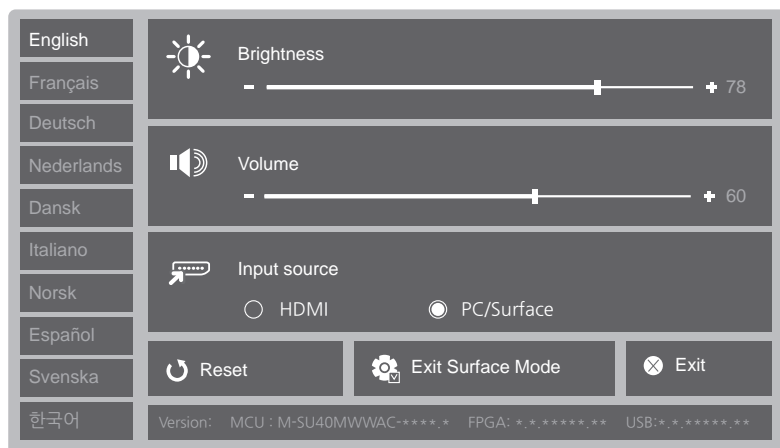 English
Français
Deutsch
Nederlands
Dansk
Italiano
Norsk
Español
Svenska
한국어
Brightness
- + 78
Volume
- + 60
Input source
HDMI PC/Surface
Reset Exit Surface Mode Exit
Version: MCU : M-SU40MWWAC-****.* FPGA: *.*.*****.** USB:*.*.*****.**